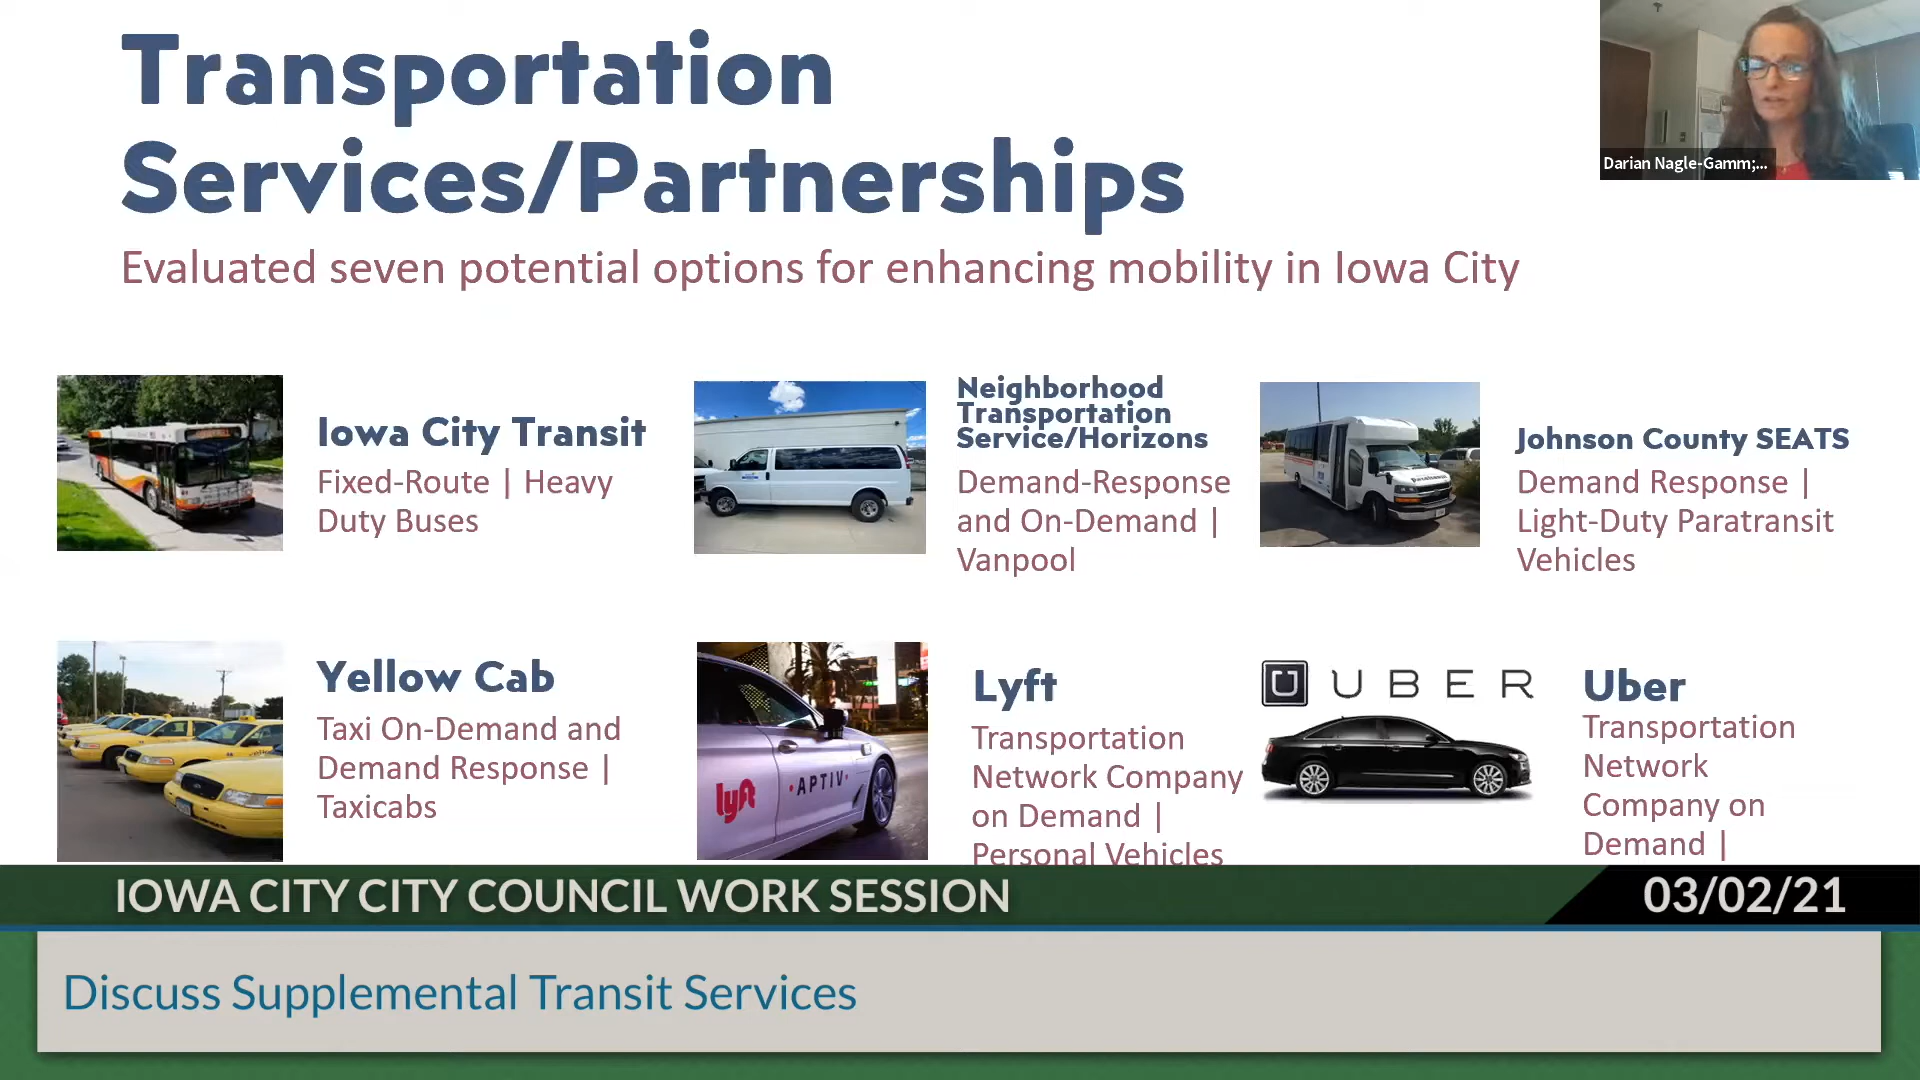 Transportation
Services/Partnerships
Evaluated seven potential options for enhancing mobility in Iowa City
Darian Nagle-Gamm;...
Iowa City Transit
Fixed-Route | Heavy
Duty Buses
Neighborhood
Transportation
Service/Horizons
Demand-Response
and On-Demand |
Vanpool
Johnson County SEATS
Demand Response |
Light-Duty Paratransit
Vehicles
Yellow Cab
Taxi On-Demand and
Demand Response |
Taxicabs
lyft
·APTIV·
Lyft
Transportation
Network Company
on Demand |
Personal Vehicles
U UBER
Uber
Transportation
Network
Company on
Demand |
IOWA CITY CITY COUNCIL WORK SESSION
03/02/21
Discuss Supplemental Transit Services